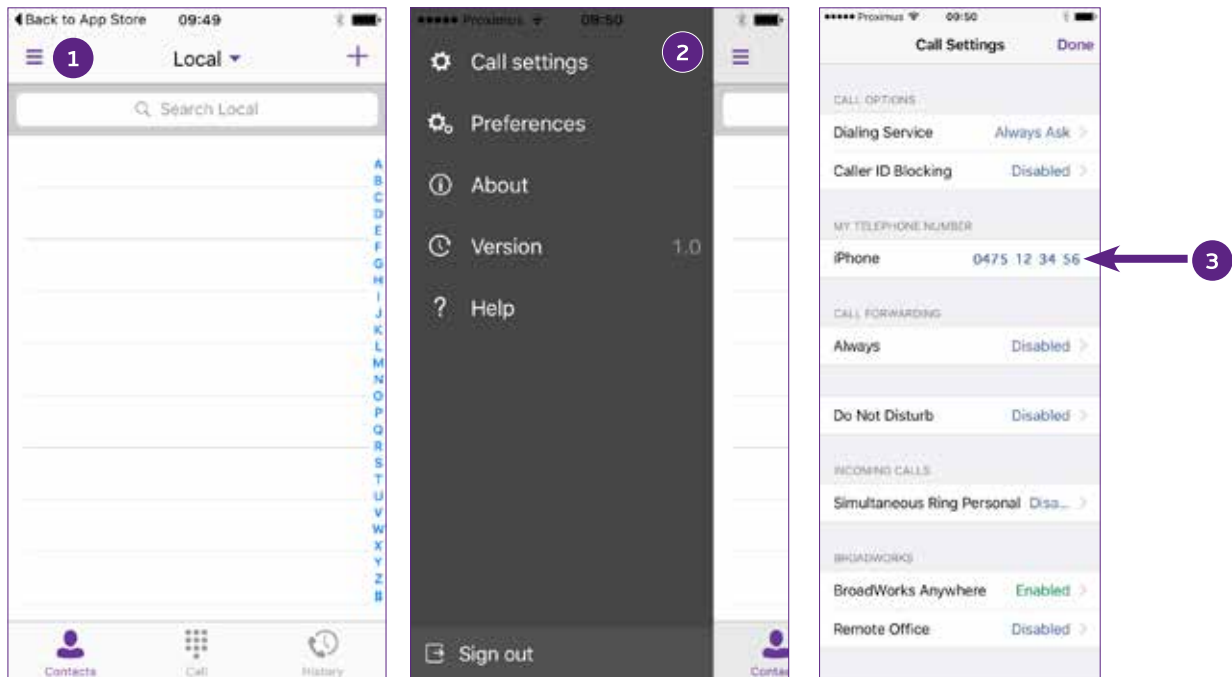 Back to App Store 09:49
1
Local
Search Local
A
B
C
D
E
F
G
H
I
J
K
L
M
N
O
P
Q
R
S
T
U
V
W
X
Y
Z
#
Contacts Call History
Proximus 09:50
2
Call settings
Preferences
About
Version 1.0
Help
Sign out
Contac
Proximus 09:50
Call Settings Done
CALL OPTIONS
Dialing Service Always Ask
Caller ID Blocking Disabled
MY TELEPHONE NUMBER
iPhone 0475 12 34 56
3
CALL FORWARDING
Always Disabled
Do Not Disturb Disabled
INCOMING CALLS
Simultaneous Ring Personal Disa...
BROADWORKS
BroadWorks Anywhere Enabled
Remote Office Disabled